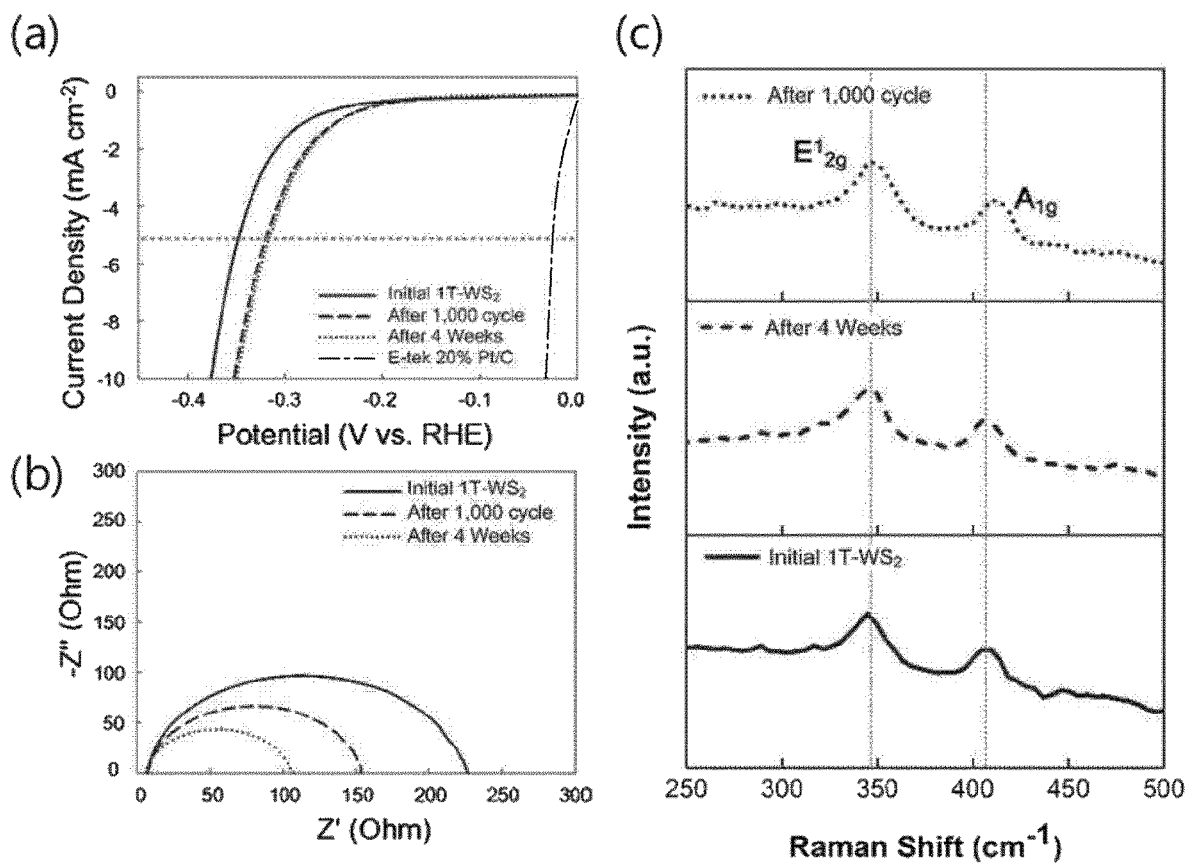 (a)
0
-2
-4
-6
-8
-10
Current Density (mA cm⁻²)
Initial 1T-WS₂
After 1,000 cycle
After 4 Weeks
E-tek 20% Pt/C
-0.4
-0.3
-0.2
-0.1
0.0
Potential (V vs. RHE)
(b)
300
250
200
150
100
50
0
-Z" (Ohm)
Initial 1T-WS₂
After 1,000 cycle
After 4 Weeks
0
50
100
150
200
250
300
Z' (Ohm)
(c)
After 1,000 cycle
E¹₂g
A₁g
After 4 Weeks
Initial 1T-WS₂
Intensity (a.u.)
250
300
350
400
450
500
Raman Shift (cm⁻¹)